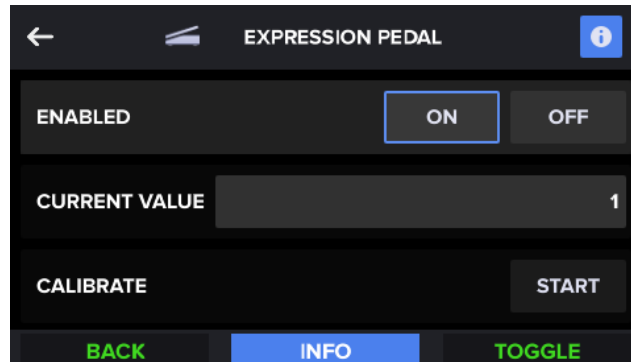 EXPRESSION PEDAL
ENABLED ON OFF
CURRENT VALUE 1
CALIBRATE START
BACK INFO TOGGLE